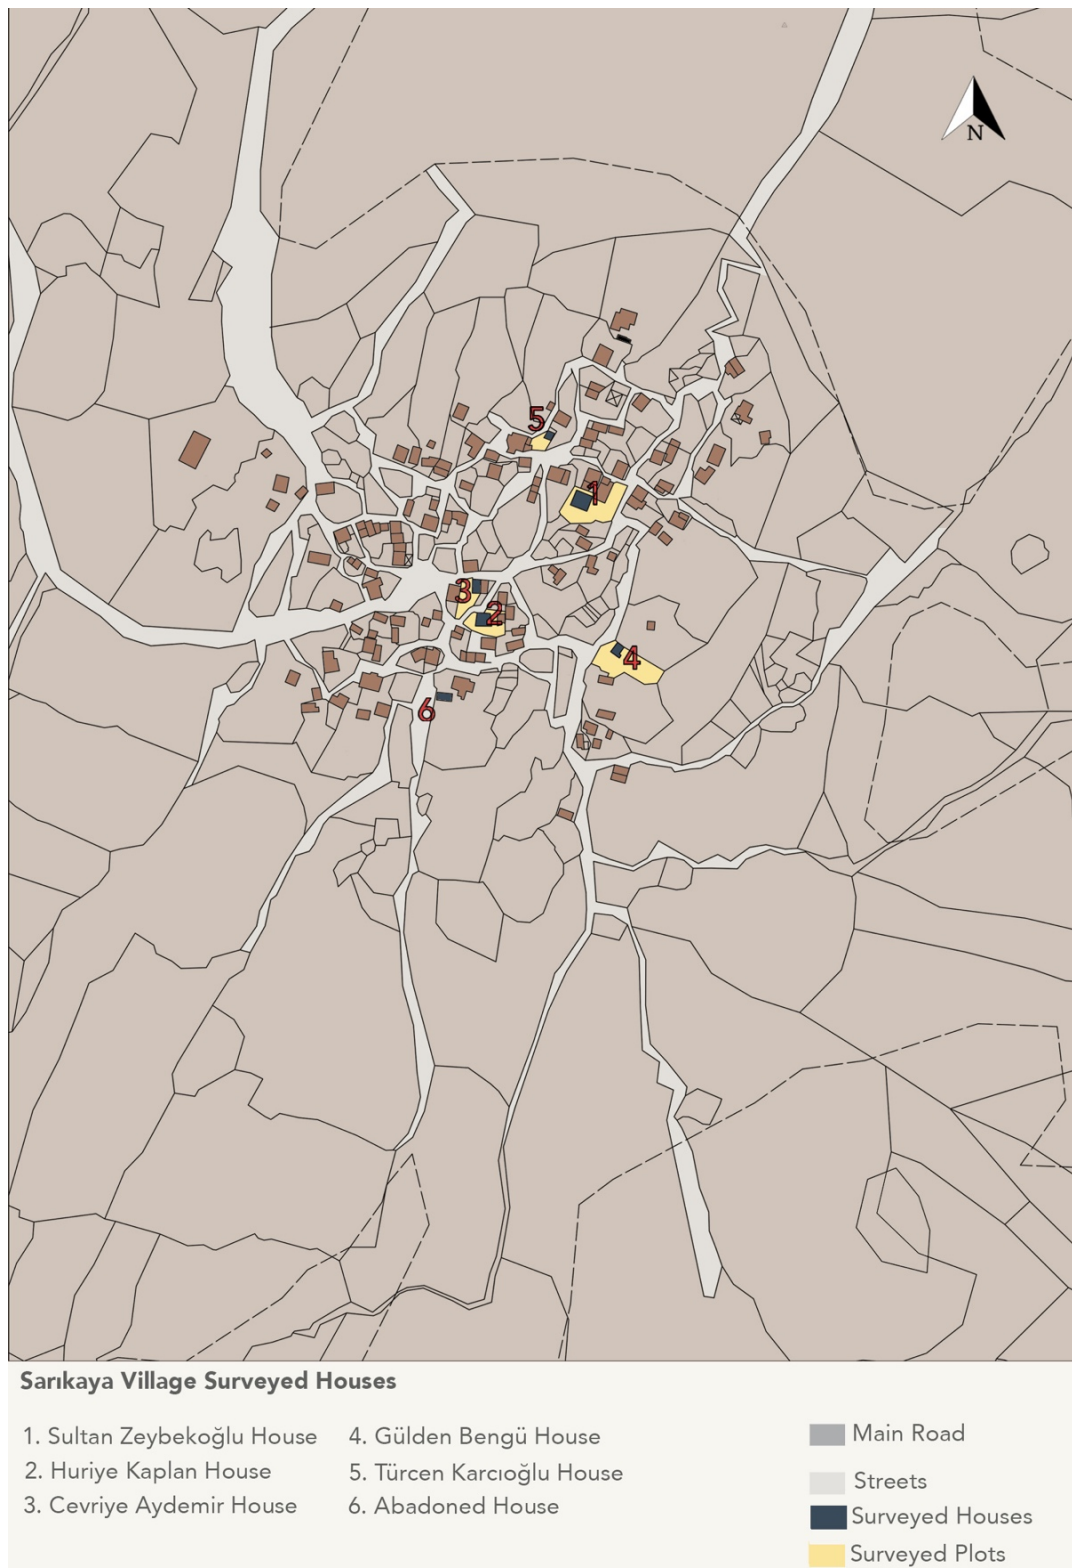 N
5
1
3
2
4
6
Sarıkaya Village Surveyed Houses
1. Sultan Zeybekoğlu House
2. Huriye Kaplan House
3. Cevriye Aydemir House
4. Gülden Bengü House
5. Türcen Karcıoğlu House
6. Abadoned House
Main Road
Streets
Surveyed Houses
Surveyed Plots